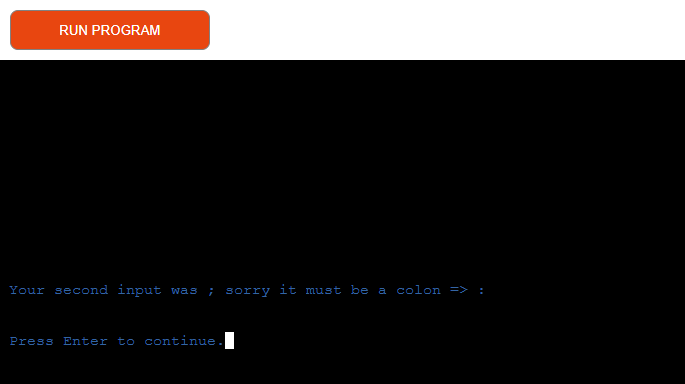 RUN PROGRAM
Your second input was ; sorry it must be a colon => :
Press Enter to continue.